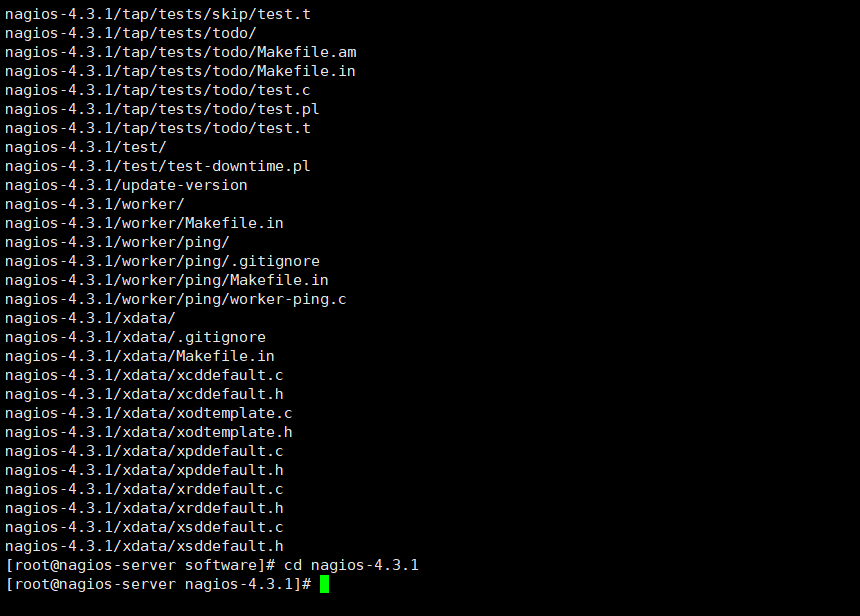 nagios-4.3.1/tap/tests/skip/test.t
nagios-4.3.1/tap/tests/todo/
nagios-4.3.1/tap/tests/todo/Makefile.am
nagios-4.3.1/tap/tests/todo/Makefile.in
nagios-4.3.1/tap/tests/todo/test.c
nagios-4.3.1/tap/tests/todo/test.pl
nagios-4.3.1/tap/tests/todo/test.t
nagios-4.3.1/test/
nagios-4.3.1/test/test-downtime.pl
nagios-4.3.1/update-version
nagios-4.3.1/worker/
nagios-4.3.1/worker/Makefile.in
nagios-4.3.1/worker/ping/
nagios-4.3.1/worker/ping/.gitignore
nagios-4.3.1/worker/ping/Makefile.in
nagios-4.3.1/worker/ping/worker-ping.c
nagios-4.3.1/xdata/
nagios-4.3.1/xdata/.gitignore
nagios-4.3.1/xdata/Makefile.in
nagios-4.3.1/xdata/xcddefault.c
nagios-4.3.1/xdata/xcddefault.h
nagios-4.3.1/xdata/xodtemplate.c
nagios-4.3.1/xdata/xodtemplate.h
nagios-4.3.1/xdata/xpddefault.c
nagios-4.3.1/xdata/xpddefault.h
nagios-4.3.1/xdata/xrddefault.c
nagios-4.3.1/xdata/xrddefault.h
nagios-4.3.1/xdata/xsddefault.c
nagios-4.3.1/xdata/xsddefault.h
[root@nagios-server software]# cd nagios-4.3.1
[root@nagios-server nagios-4.3.1]#